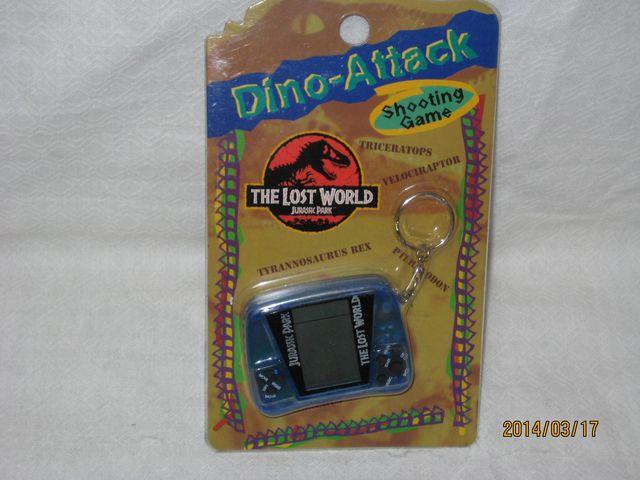 Dino-Attack
Shooting
Game
TRICERATOPS
VELOCIRAPTOR
THE LOST WORLD
JURASSIC PARK
TYRANNOSAURUS REX
JURASSIC PARK
THE LOST WORLD
2014/03/17